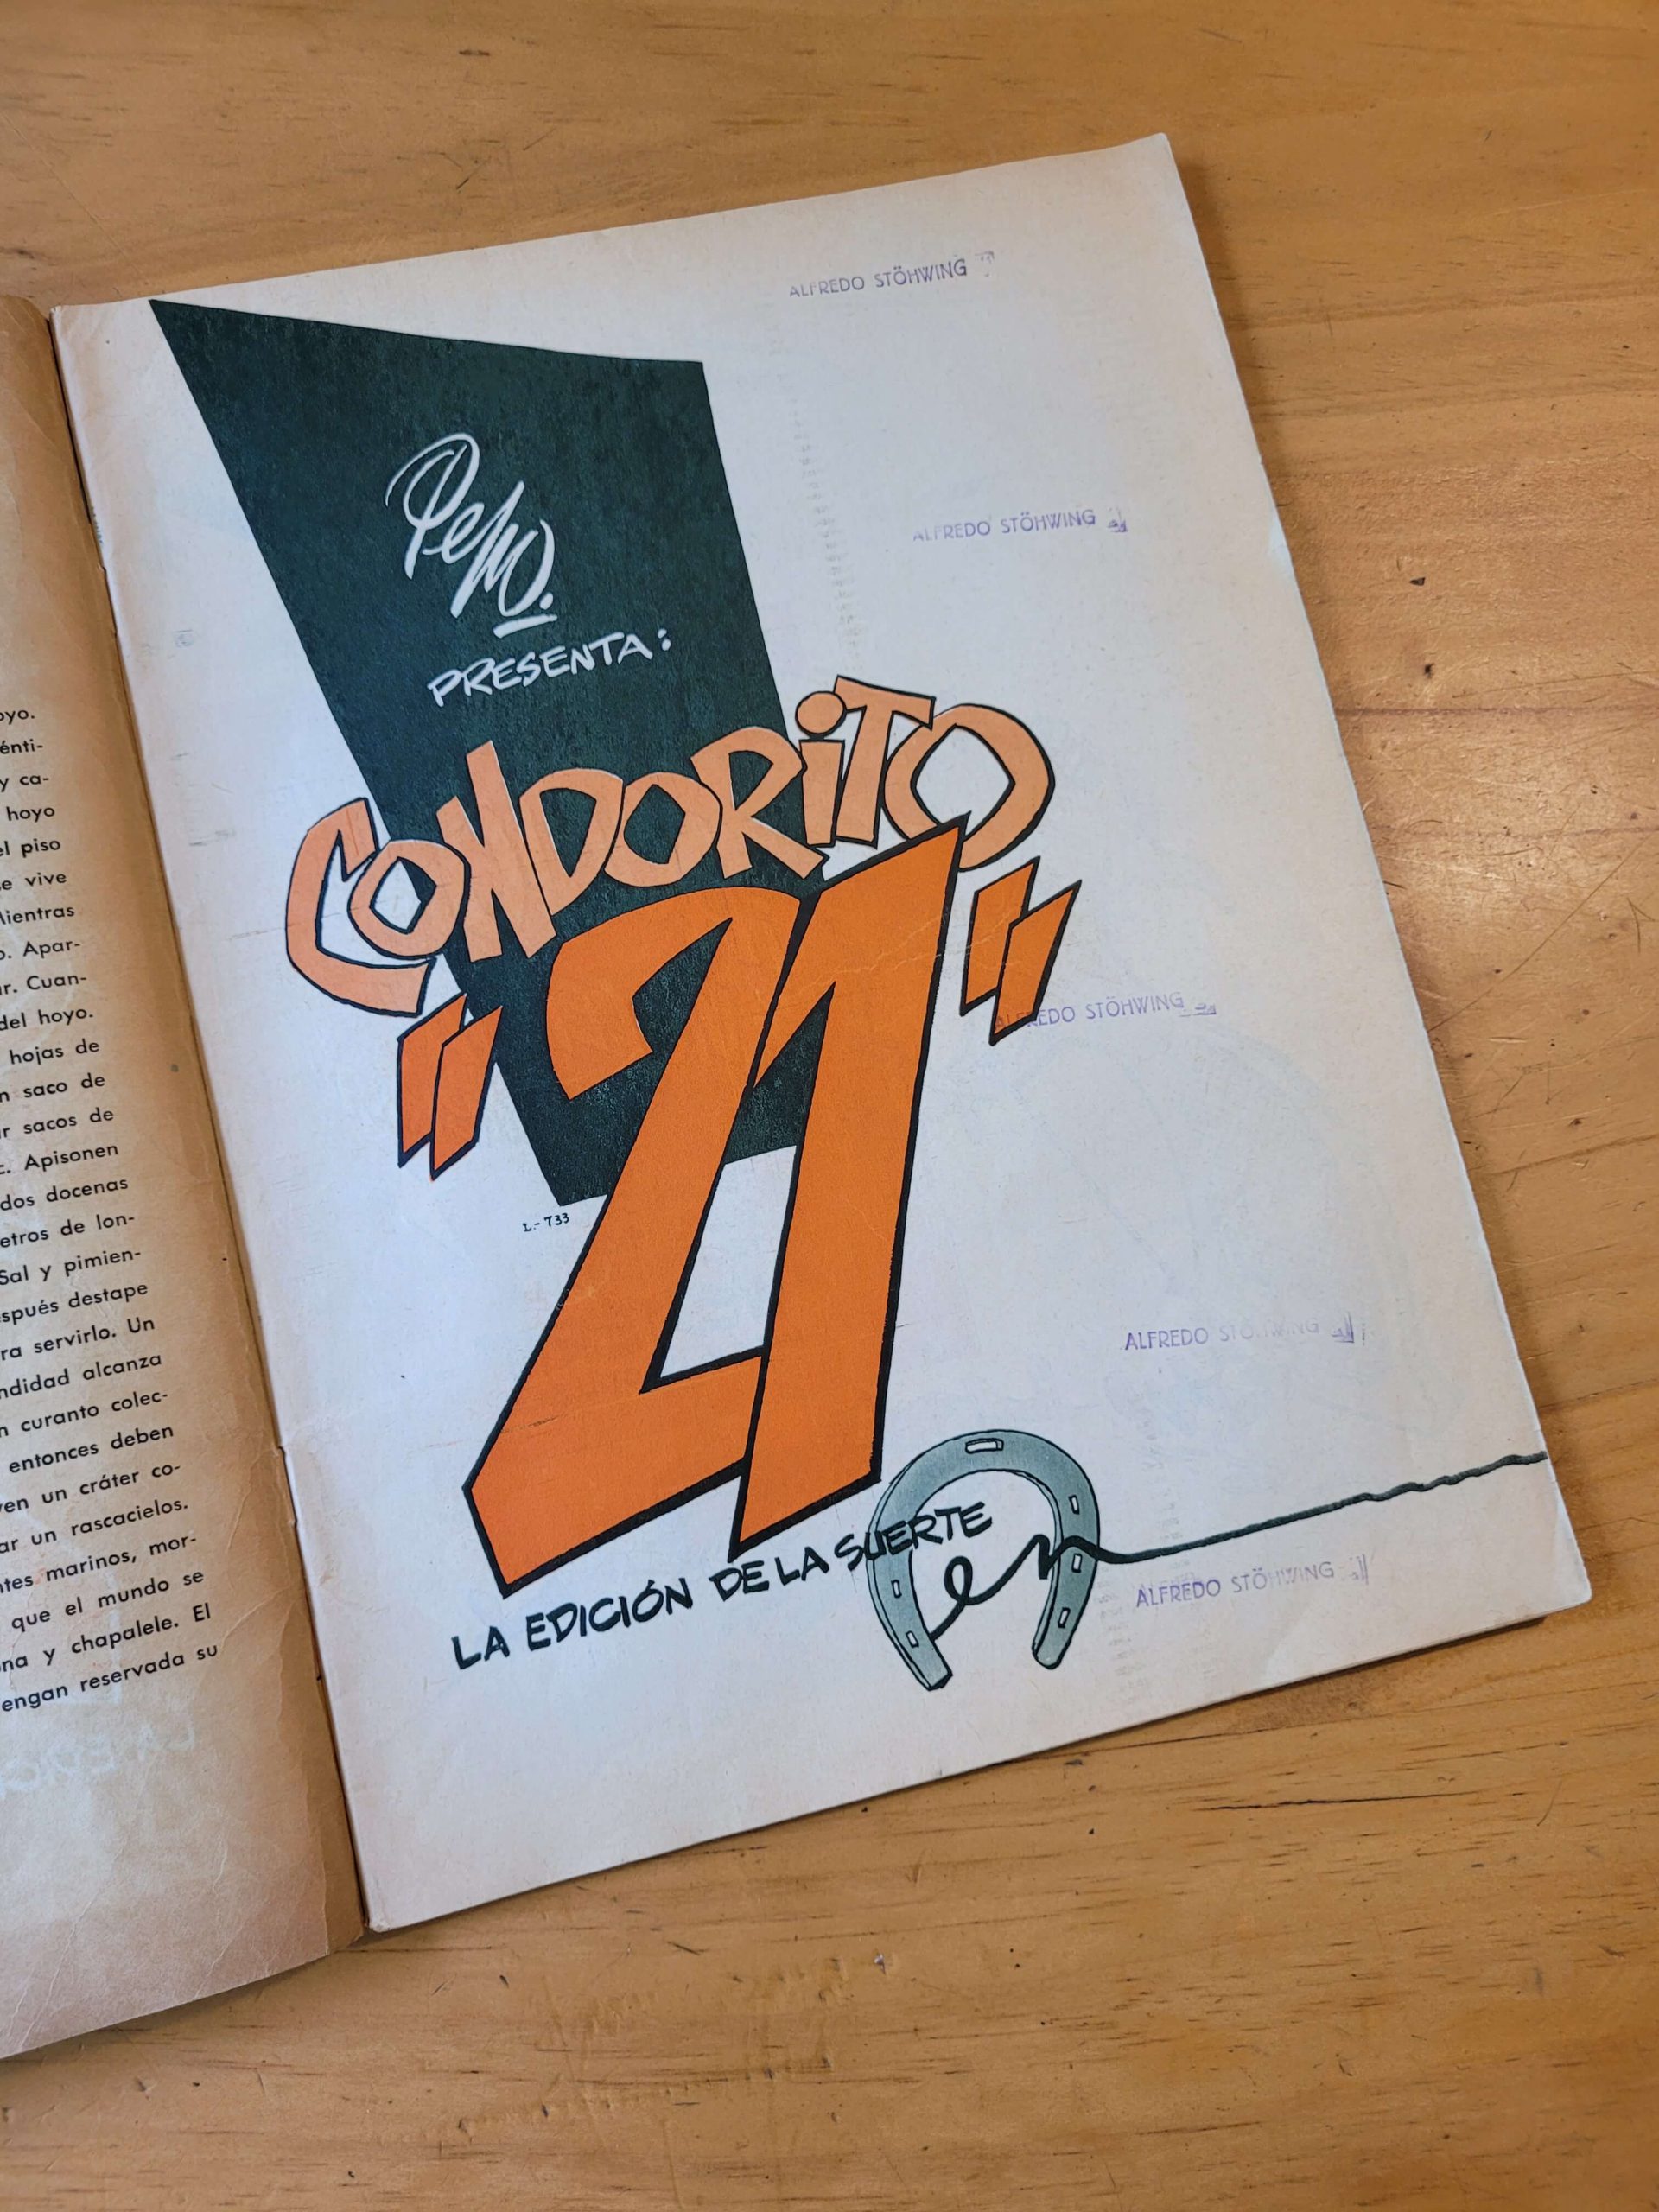 oyo.
énti-
y ca-
hoyo
el piso
e vive
Mientras
o. Apar-
ar. Cuan-
del hoyo.
hojas de
n saco de
r sacos de
c. Apisonen
dos docenas
etros de lon-
Sal y pimien-
spués destape
ra servirlo. Un
ndidad alcanza
n curanto colec-
entonces deben
ven un cráter co-
ar un rascacielos.
ntes marinos, mor-
que el mundo se
na y chapalele. El
engan reservada su
ALFREDO STÖHWING
Pepo.
PRESENTA:
ALFREDO STÖHWING
CONDORITO
"21"
ALFREDO STÖHWING
L.- 733
ALFREDO STÖHWING
LA EDICIÓN DE LA SUERTE
en
ALFREDO STÖHWING